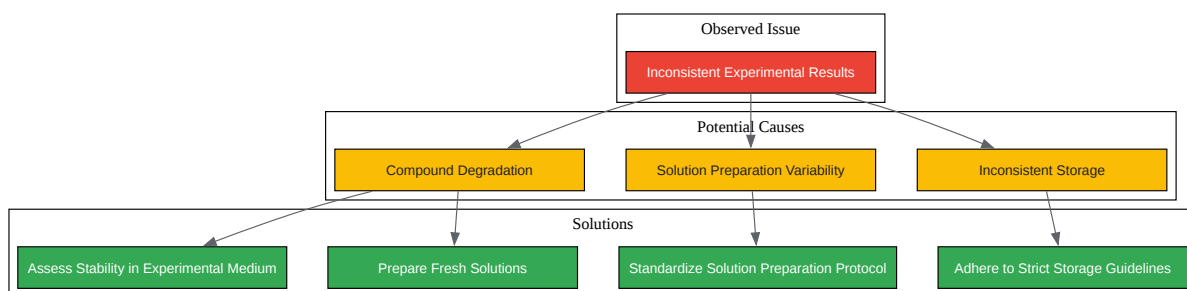 Observed Issue
Inconsistent Experimental Results
Potential Causes
Compound Degradation
Solution Preparation Variability
Inconsistent Storage
Solutions
Assess Stability in Experimental Medium
Prepare Fresh Solutions
Standardize Solution Preparation Protocol
Adhere to Strict Storage Guidelines